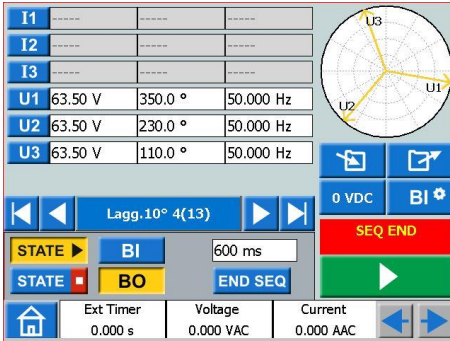 I1 ----- ----- -----
I2 ----- ----- -----
I3 ----- ----- -----
U1 63.50 V 350.0 ° 50.000 Hz
U2 63.50 V 230.0 ° 50.000 Hz
U3 63.50 V 110.0 ° 50.000 Hz
U3
U1
U2
0 VDC BI
Lagg.10° 4(13)
SEQ END
STATE BI 600 ms
STATE BO END SEQ
Ext Timer Voltage Current
0.000 s 0.000 VAC 0.000 AAC